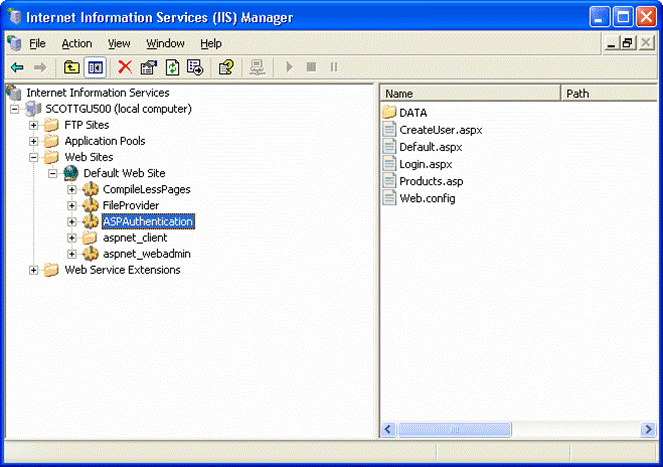 Internet Information Services (IIS) Manager
File Action View Window Help
Internet Information Services
SCOTTGU500 (local computer)
FTP Sites
Application Pools
Web Sites
Default Web Site
CompileLessPages
FileProvider
ASPAuthentication
aspnet_client
aspnet_webadmin
Web Service Extensions
Name Path
DATA
CreateUser.aspx
Default.aspx
Login.aspx
Products.asp
Web.config